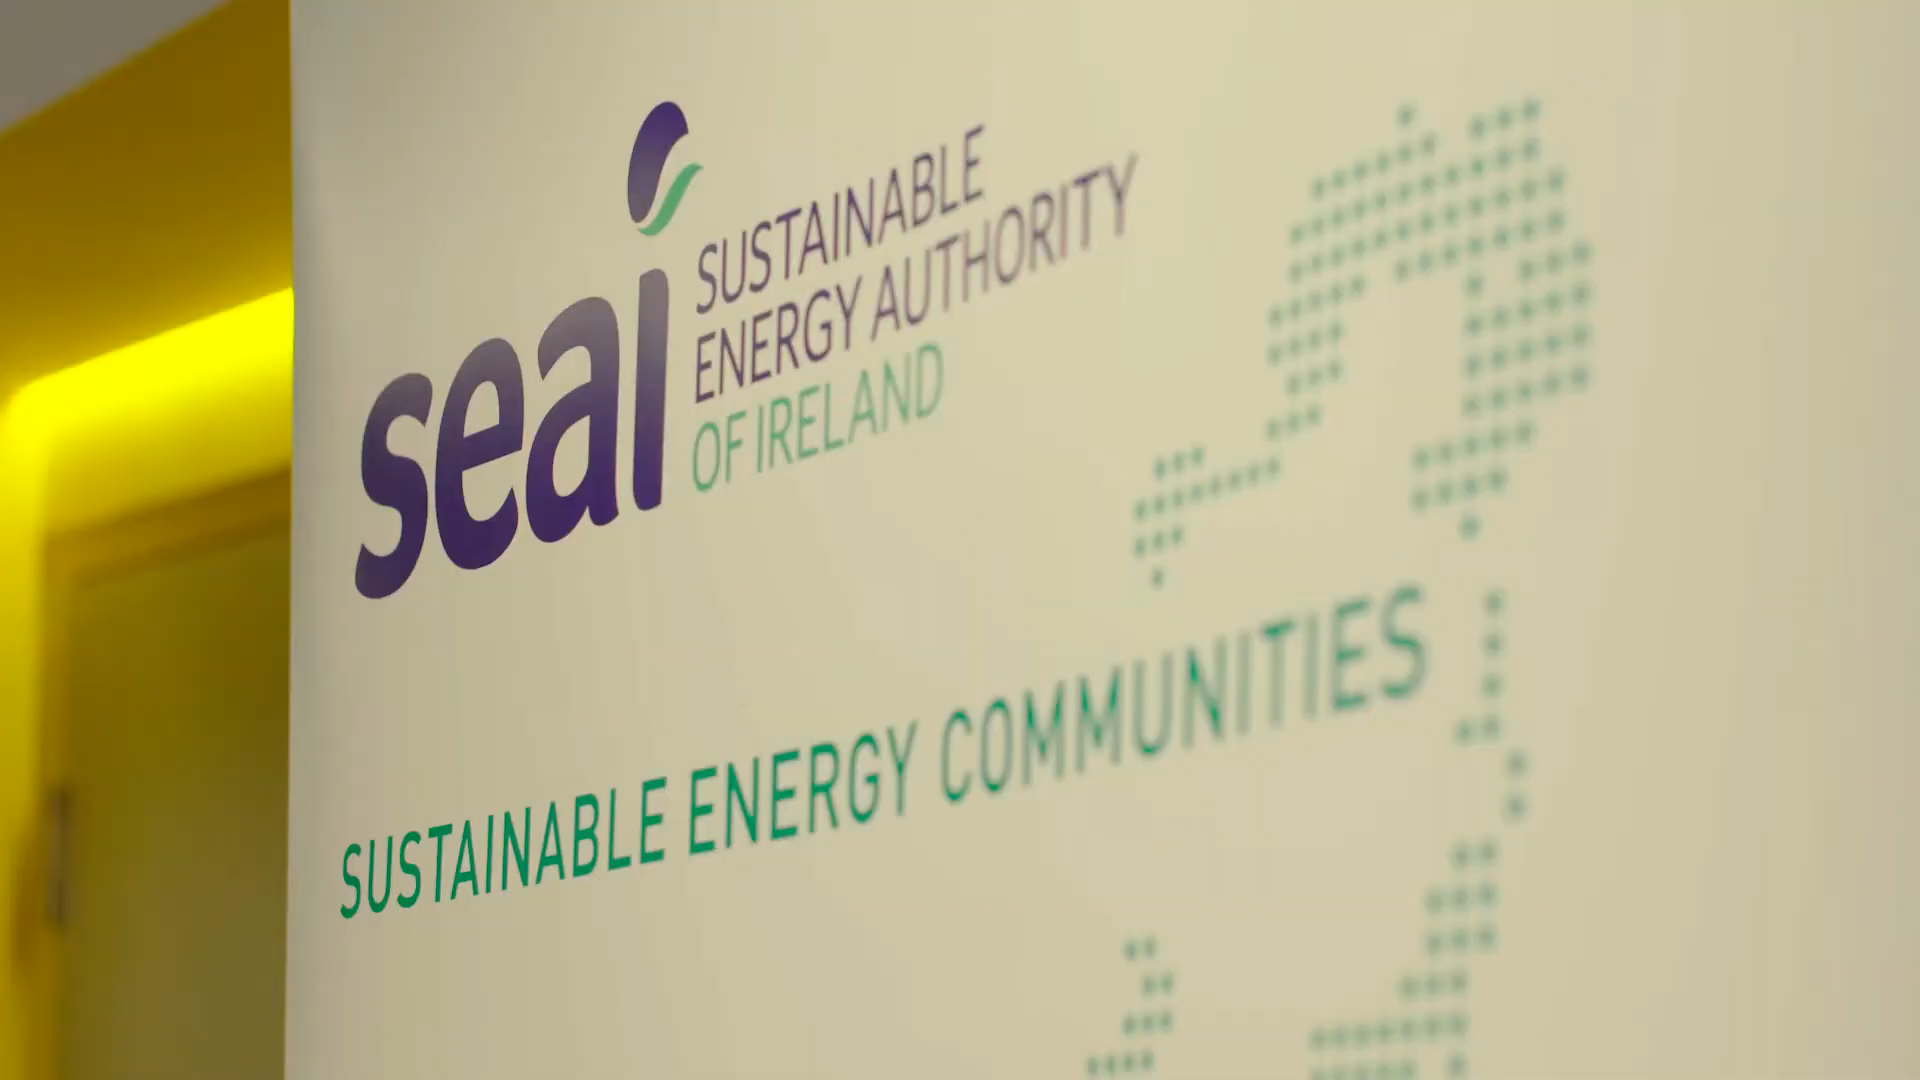 seai
SUSTAINABLE
ENERGY AUTHORITY
OF IRELAND
SUSTAINABLE ENERGY COMMUNITIES